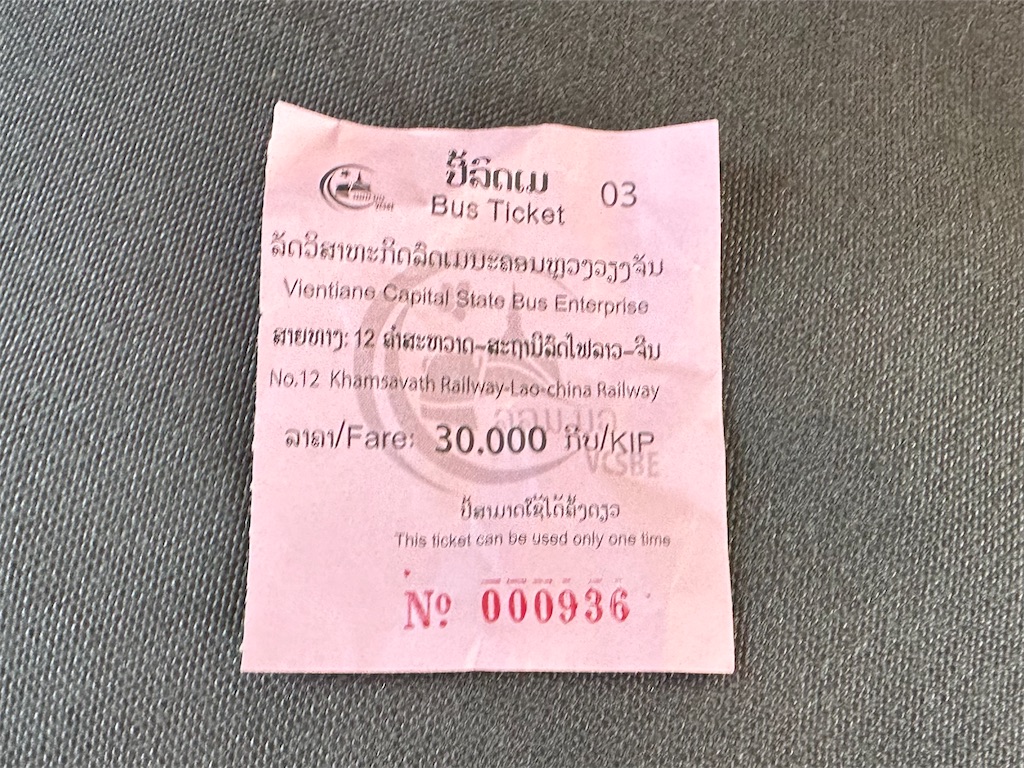 ປີ້ລົດເມ
03
Bus Ticket
ລັດວິສາຫະກິດລົດເມນະຄອນຫຼວງວຽງຈັນ
Vientiane Capital State Bus Enterprise
ສາຍທາງ: 12 ຄຳສະຫວາດ-ສະຖານີລົດໄຟລາວ-ຈີນ
No.12 Khamsavath Railway-Lao-china Railway
ລາຄາ/Fare: 30.000 ກີບ/KIP
VCSBE
ປີ້ສາມາດໃຊ້ໄດ້ຄັ້ງດຽວ
This ticket can be used only one time
Nº 000936